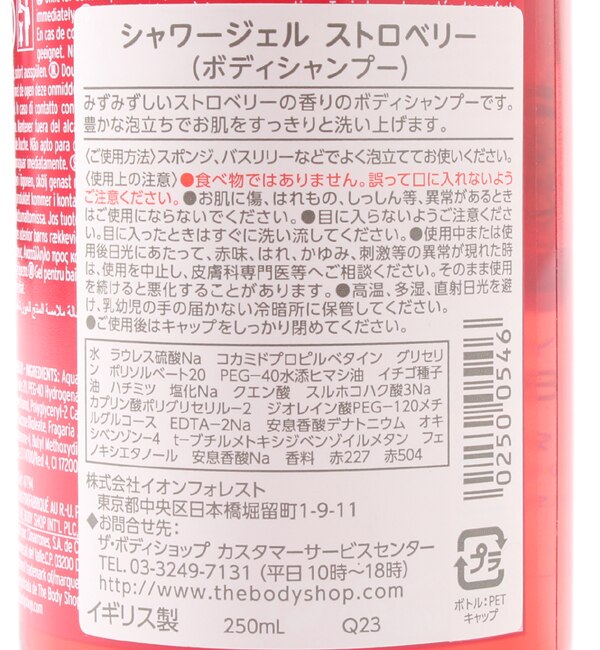 シャワージェル ストロベリー
(ボディシャンプー)
みずみずしいストロベリーの香りのボディシャンプーです。
豊かな泡立ちでお肌をすっきりと洗い上げます。
〈ご使用方法〉スポンジ、バスリリーなどでよく泡立ててお使いください。
〈使用上の注意〉●食べ物ではありません。誤って口に入れないよう
ご注意ください。●お肌に傷、はれもの、しっしん等、異常があるとき
はご使用にならないでください。●目に入らないようご注意くださ
い。目に入ったときはすぐに洗い流してください。●使用中または使
用後日光にあたって、赤味、はれ、かゆみ、刺激等の異常が現れた時
は、使用を中止し、皮膚科専門医等へご相談ください。そのまま使用
を続けると悪化することがあります。●高温、多湿、直射日光を避
け、乳幼児の手の届かない冷暗所に保管してください。
●ご使用後はキャップをしっかり閉めてください。
水 ラウレス硫酸Na コカミドプロピルベタイン グリセリ
ン ポリソルベート20 PEG-40水添ヒマシ油 イチゴ種子
油 ハチミツ 塩化Na クエン酸 スルホコハク酸3Na
カプリン酸ポリグリセリル-2 ジオレイン酸PEG-120メチ
ルグルコース EDTA-2Na 安息香酸デナトニウム オキ
シベンゾン-4 t-ブチルメトキシジベンゾイルメタン フェ
ノキシエタノール 安息香酸Na 香料 赤227 赤504
株式会社イオンフォレスト
東京都中央区日本橋堀留町1-9-11
◆お問合せ先:
ザ・ボディショップ カスタマーサービスセンター
TEL. 03-3249-7131 (平日 10時～18時)
http://www.thebodyshop.com
イギリス製 250mL Q23
02500546
プラ
ボトル:PET
キャップ